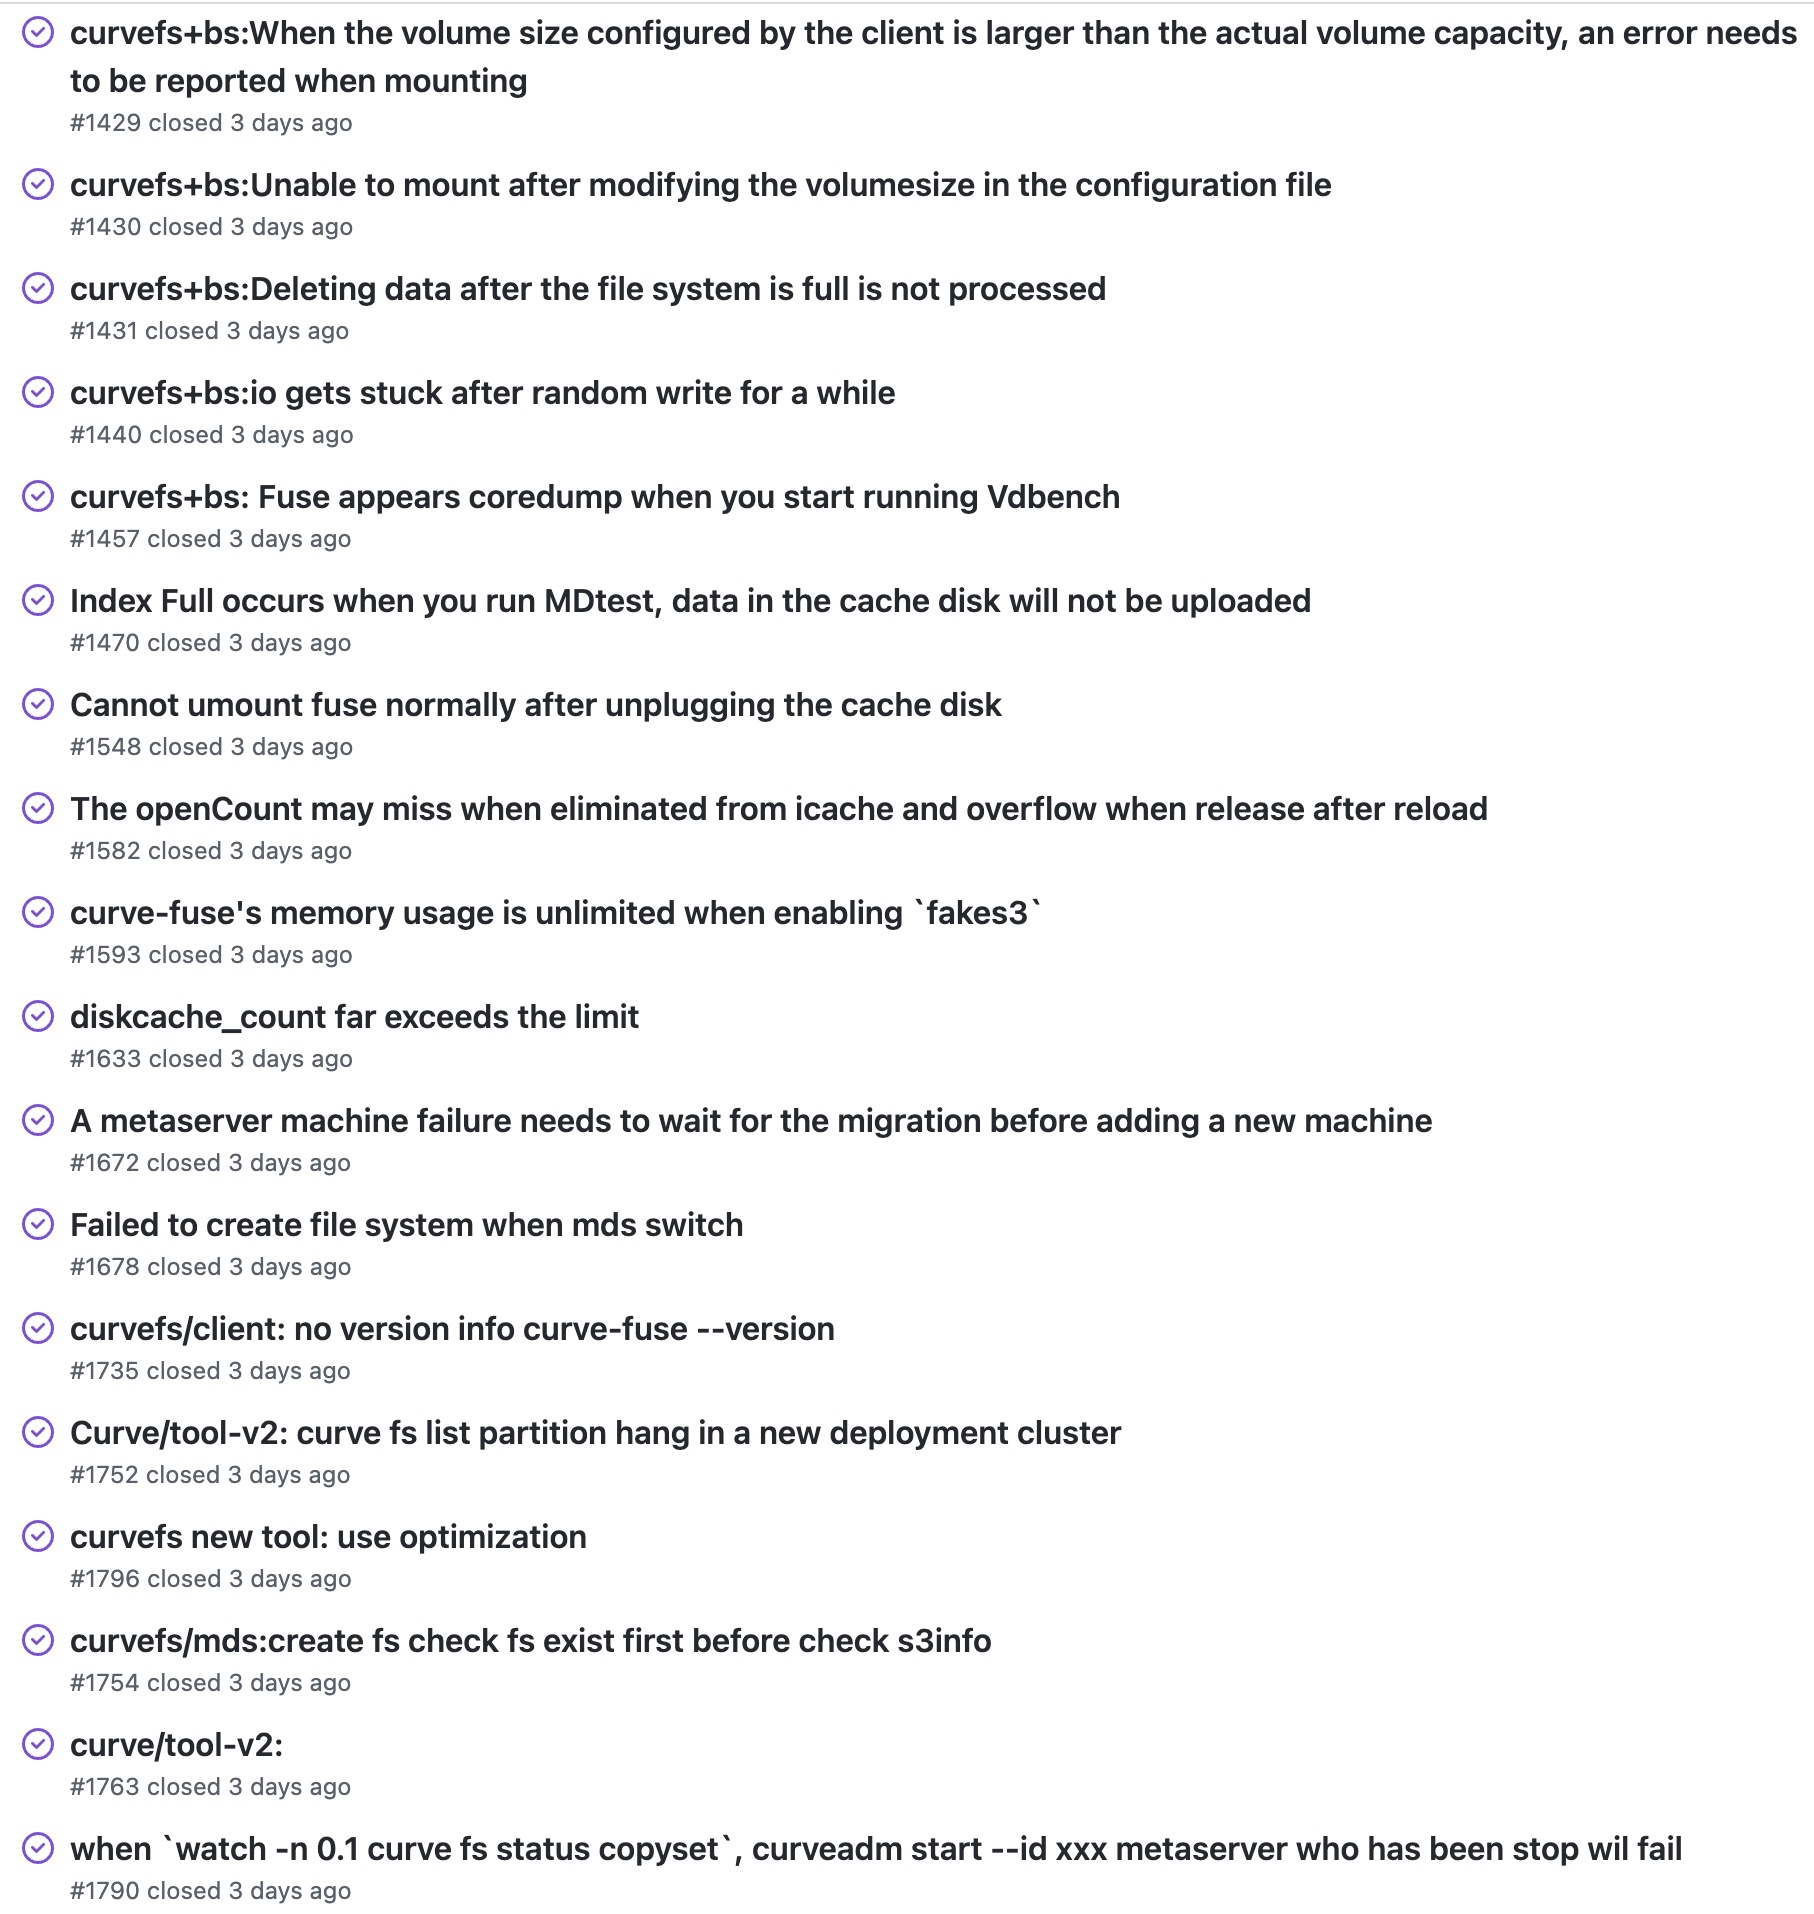 curvefs+bs:When the volume size configured by the client is larger than the actual volume capacity, an error needs
to be reported when mounting
#1429 closed 3 days ago
curvefs+bs:Unable to mount after modifying the volumesize in the configuration file
#1430 closed 3 days ago
curvefs+bs:Deleting data after the file system is full is not processed
#1431 closed 3 days ago
curvefs+bs:io gets stuck after random write for a while
#1440 closed 3 days ago
curvefs+bs: Fuse appears coredump when you start running Vdbench
#1457 closed 3 days ago
Index Full occurs when you run MDtest, data in the cache disk will not be uploaded
#1470 closed 3 days ago
Cannot umount fuse normally after unplugging the cache disk
#1548 closed 3 days ago
The openCount may miss when eliminated from icache and overflow when release after reload
#1582 closed 3 days ago
curve-fuse's memory usage is unlimited when enabling `fakes3`
#1593 closed 3 days ago
diskcache_count far exceeds the limit
#1633 closed 3 days ago
A metaserver machine failure needs to wait for the migration before adding a new machine
#1672 closed 3 days ago
Failed to create file system when mds switch
#1678 closed 3 days ago
curvefs/client: no version info curve-fuse --version
#1735 closed 3 days ago
Curve/tool-v2: curve fs list partition hang in a new deployment cluster
#1752 closed 3 days ago
curvefs new tool: use optimization
#1796 closed 3 days ago
curvefs/mds:create fs check fs exist first before check s3info
#1754 closed 3 days ago
curve/tool-v2:
#1763 closed 3 days ago
when `watch -n 0.1 curve fs status copyset`, curveadm start --id xxx metaserver who has been stop wil fail
#1790 closed 3 days ago